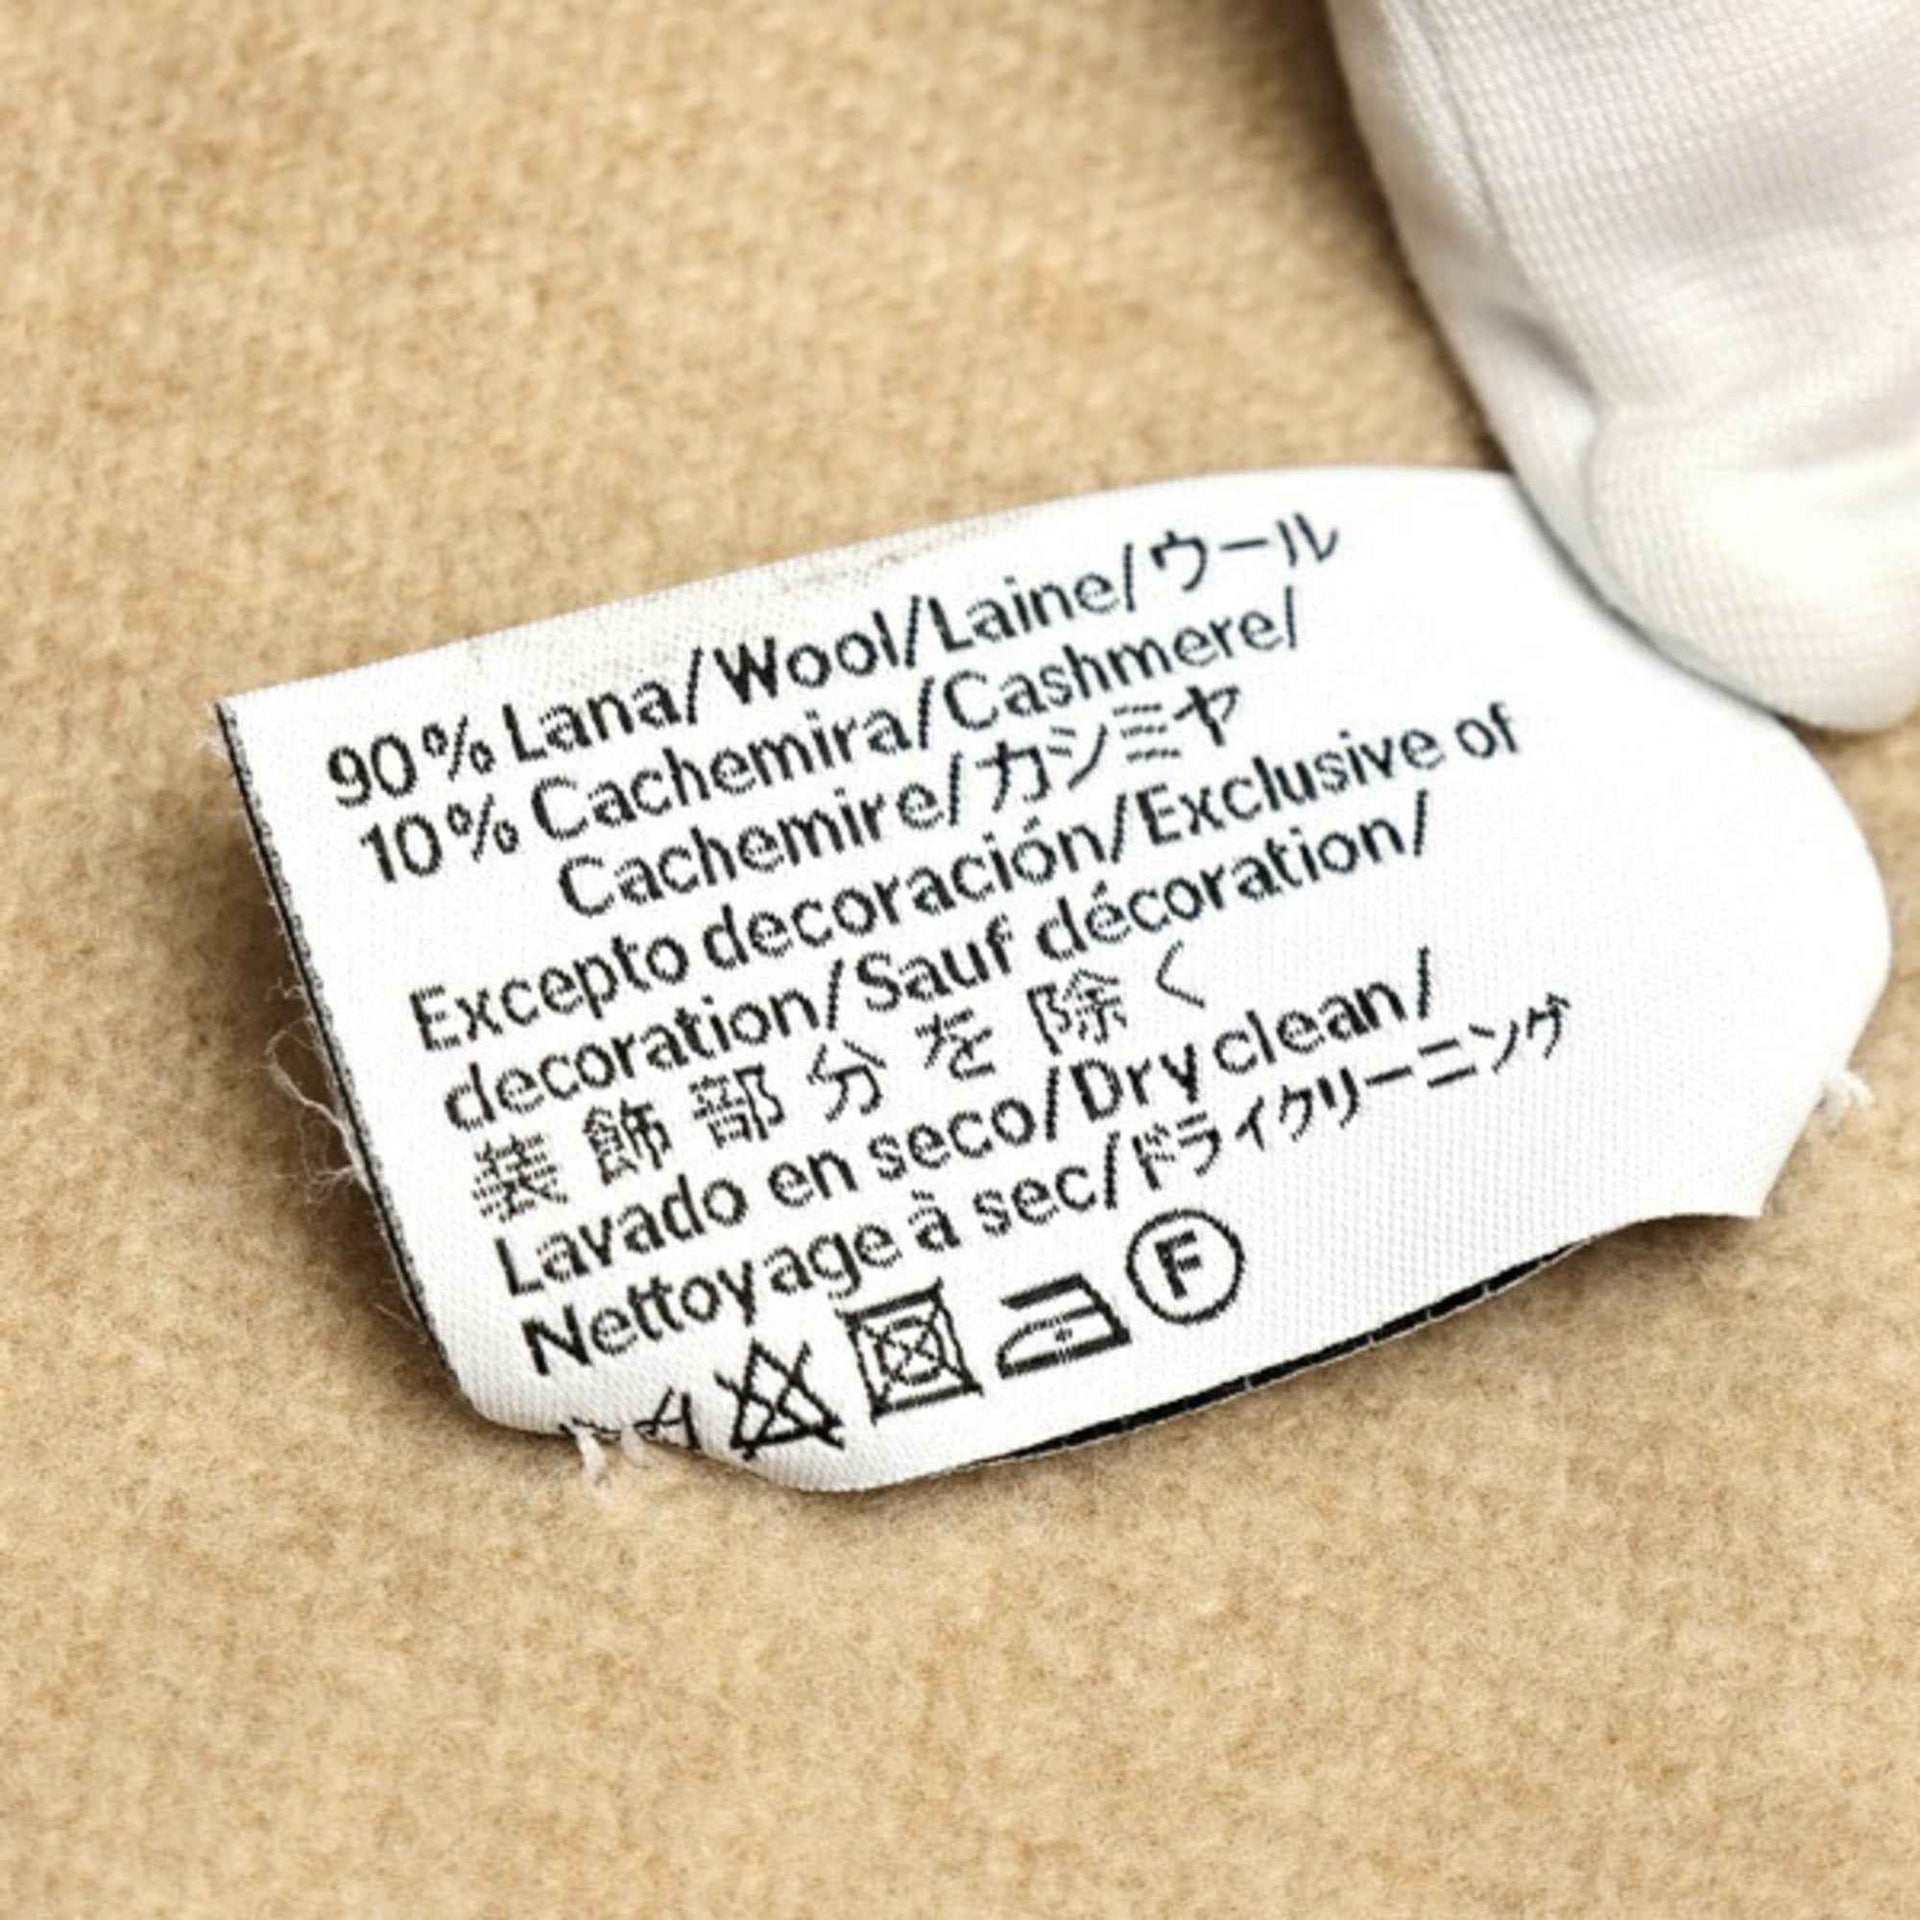 90% Lana/Wool/Laine/ウール
10% Cachemira/Cashmere/
Cachemire/カシミヤ
Excepto decoración/Exclusive of
decoration/Sauf décoration/
装飾部分を除く
Lavado en seco/Dry clean/
Nettoyage à sec/ドライクリーニング
F